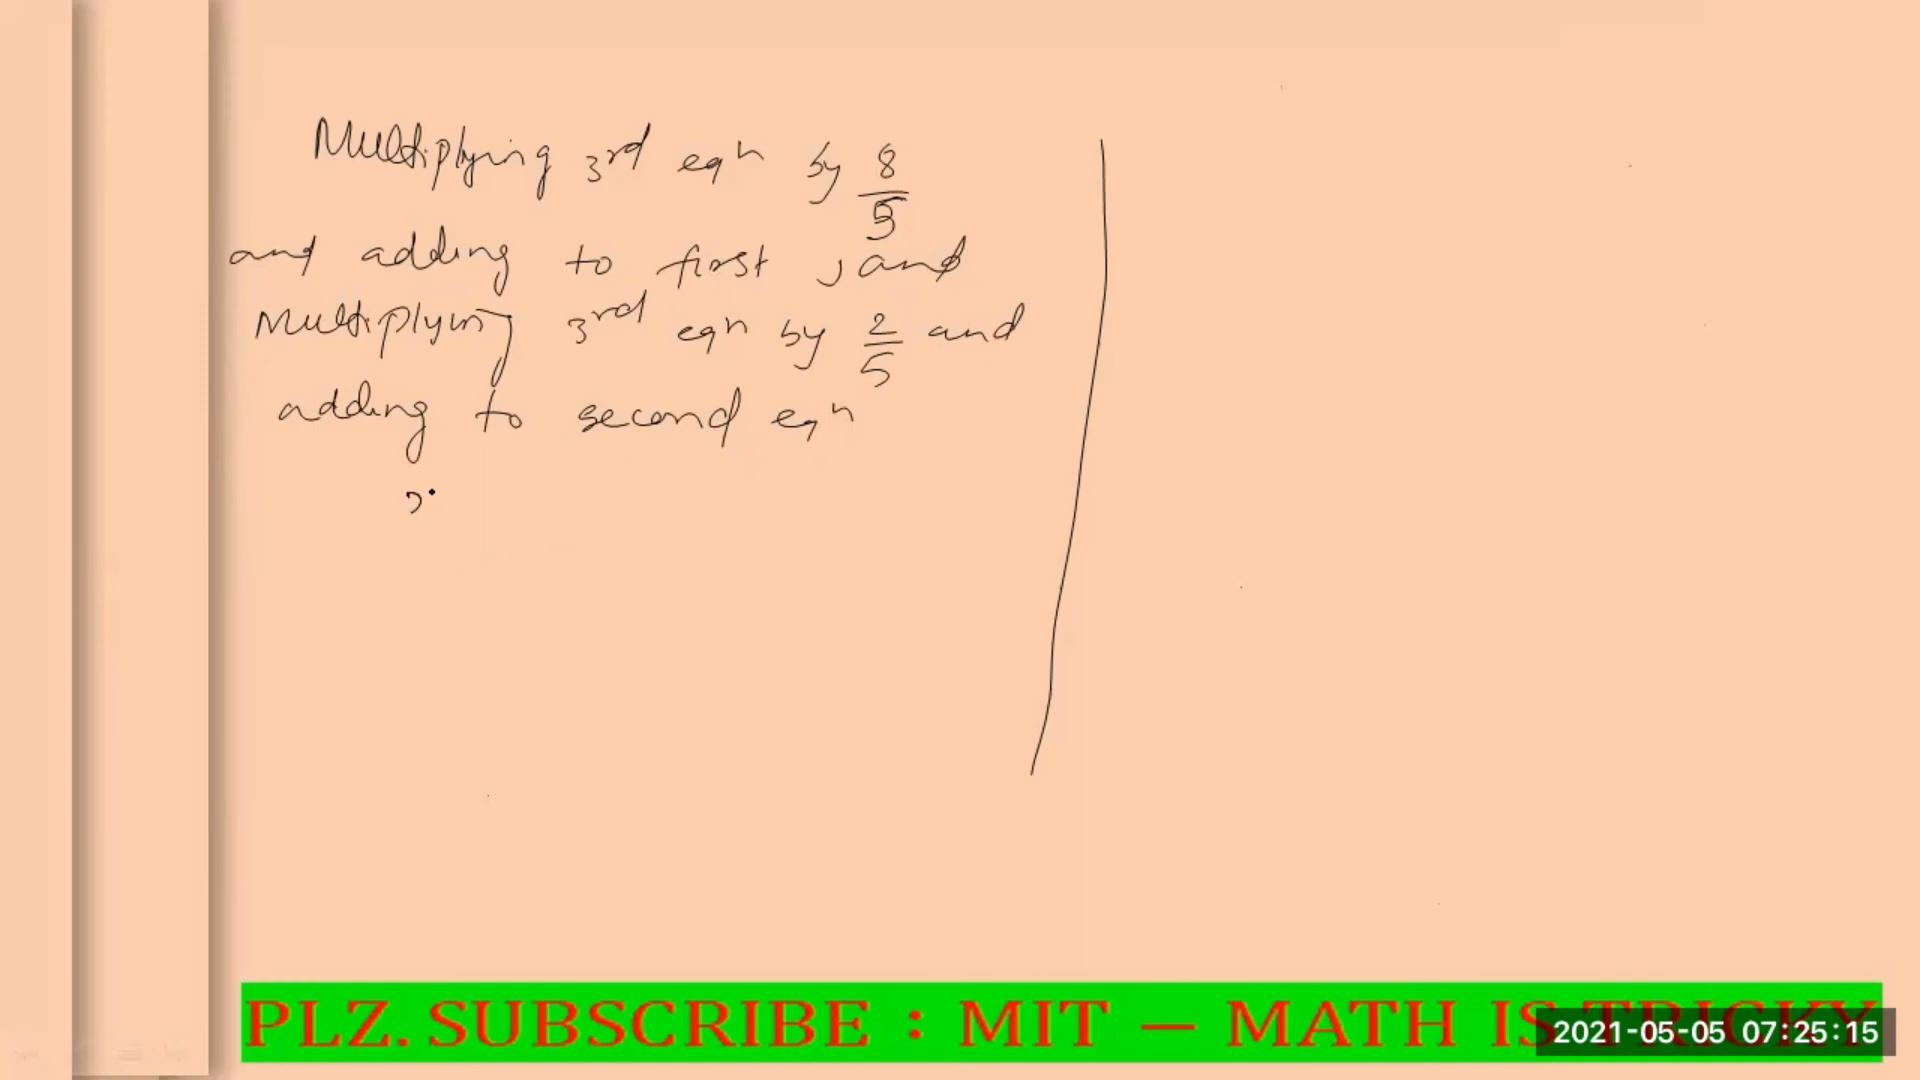 Multiplying 3rd eqn by 8/5
and adding to first, and
Multiplying 3rd eqn by 2/5 and
adding to second eqn
PLZ. SUBSCRIBE : MIT – MATH IS TRICKY
2021-05-05 07:25:15